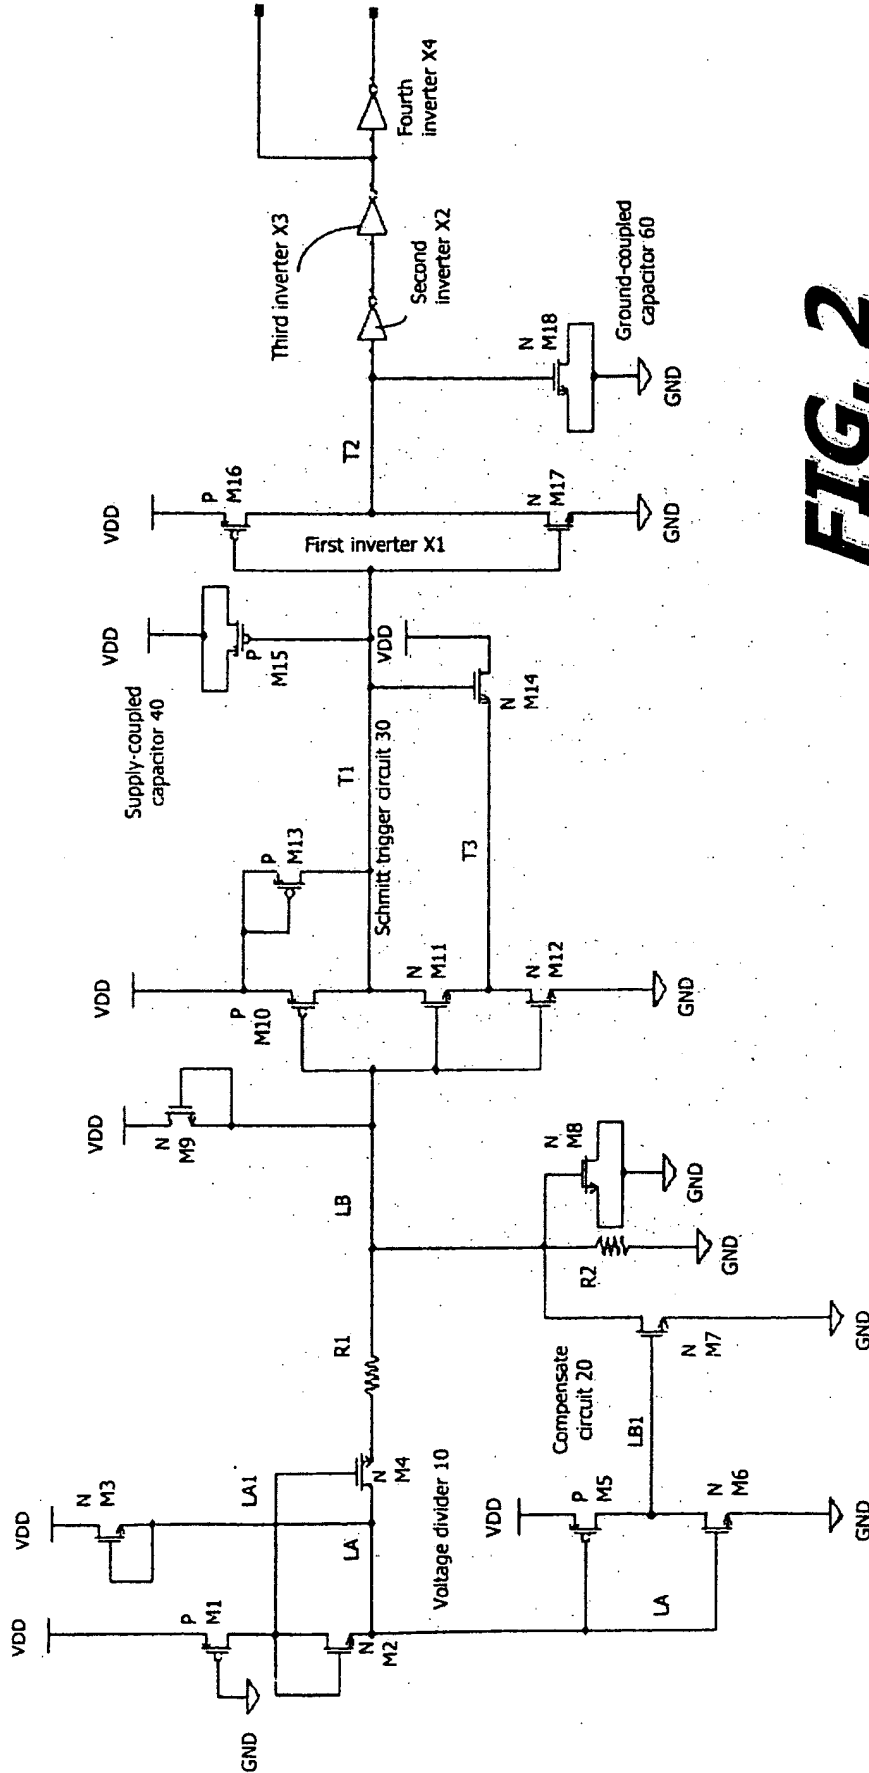 VDD
P
M1
GND
N
M2
VDD
N
M3
LA1
LA
N
M4
Voltage divider 10
R1
LB
VDD
P
M5
N
M6
GND
LA
LB1
Compensate
circuit 20
N
M7
GND
R2
GND
N
M8
GND
VDD
N
M9
VDD
P
M10
P
M13
N
M11
N
M12
GND
T1
Schmitt trigger circuit 30
T3
Supply-coupled
capacitor 40
VDD
P
M15
VDD
N
M14
VDD
P
M16
First inverter X1
N
M17
GND
T2
N
M18
GND
Ground-coupled
capacitor 60
Second
inverter X2
Third inverter X3
Fourth
inverter X4
FIG. 2